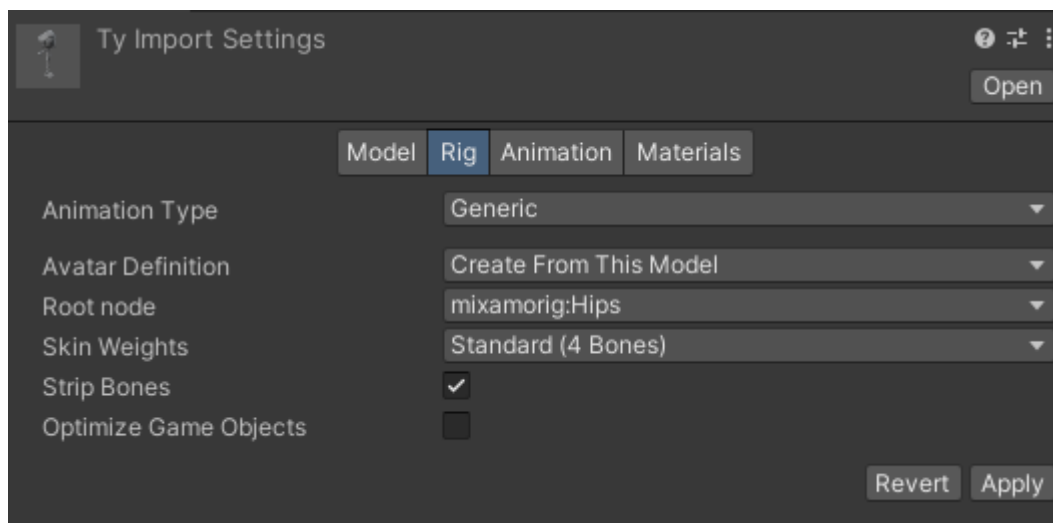 Ty Import Settings
Open
Model Rig Animation Materials
Animation Type Generic
Avatar Definition Create From This Model
Root node mixamorig:Hips
Skin Weights Standard (4 Bones)
Strip Bones
Optimize Game Objects
Revert Apply